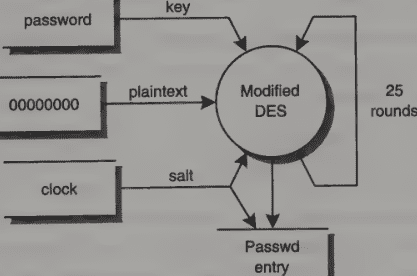 key
password
00000000
plaintext
Modified
DES
25
rounds
clock
salt
Passwd
entry